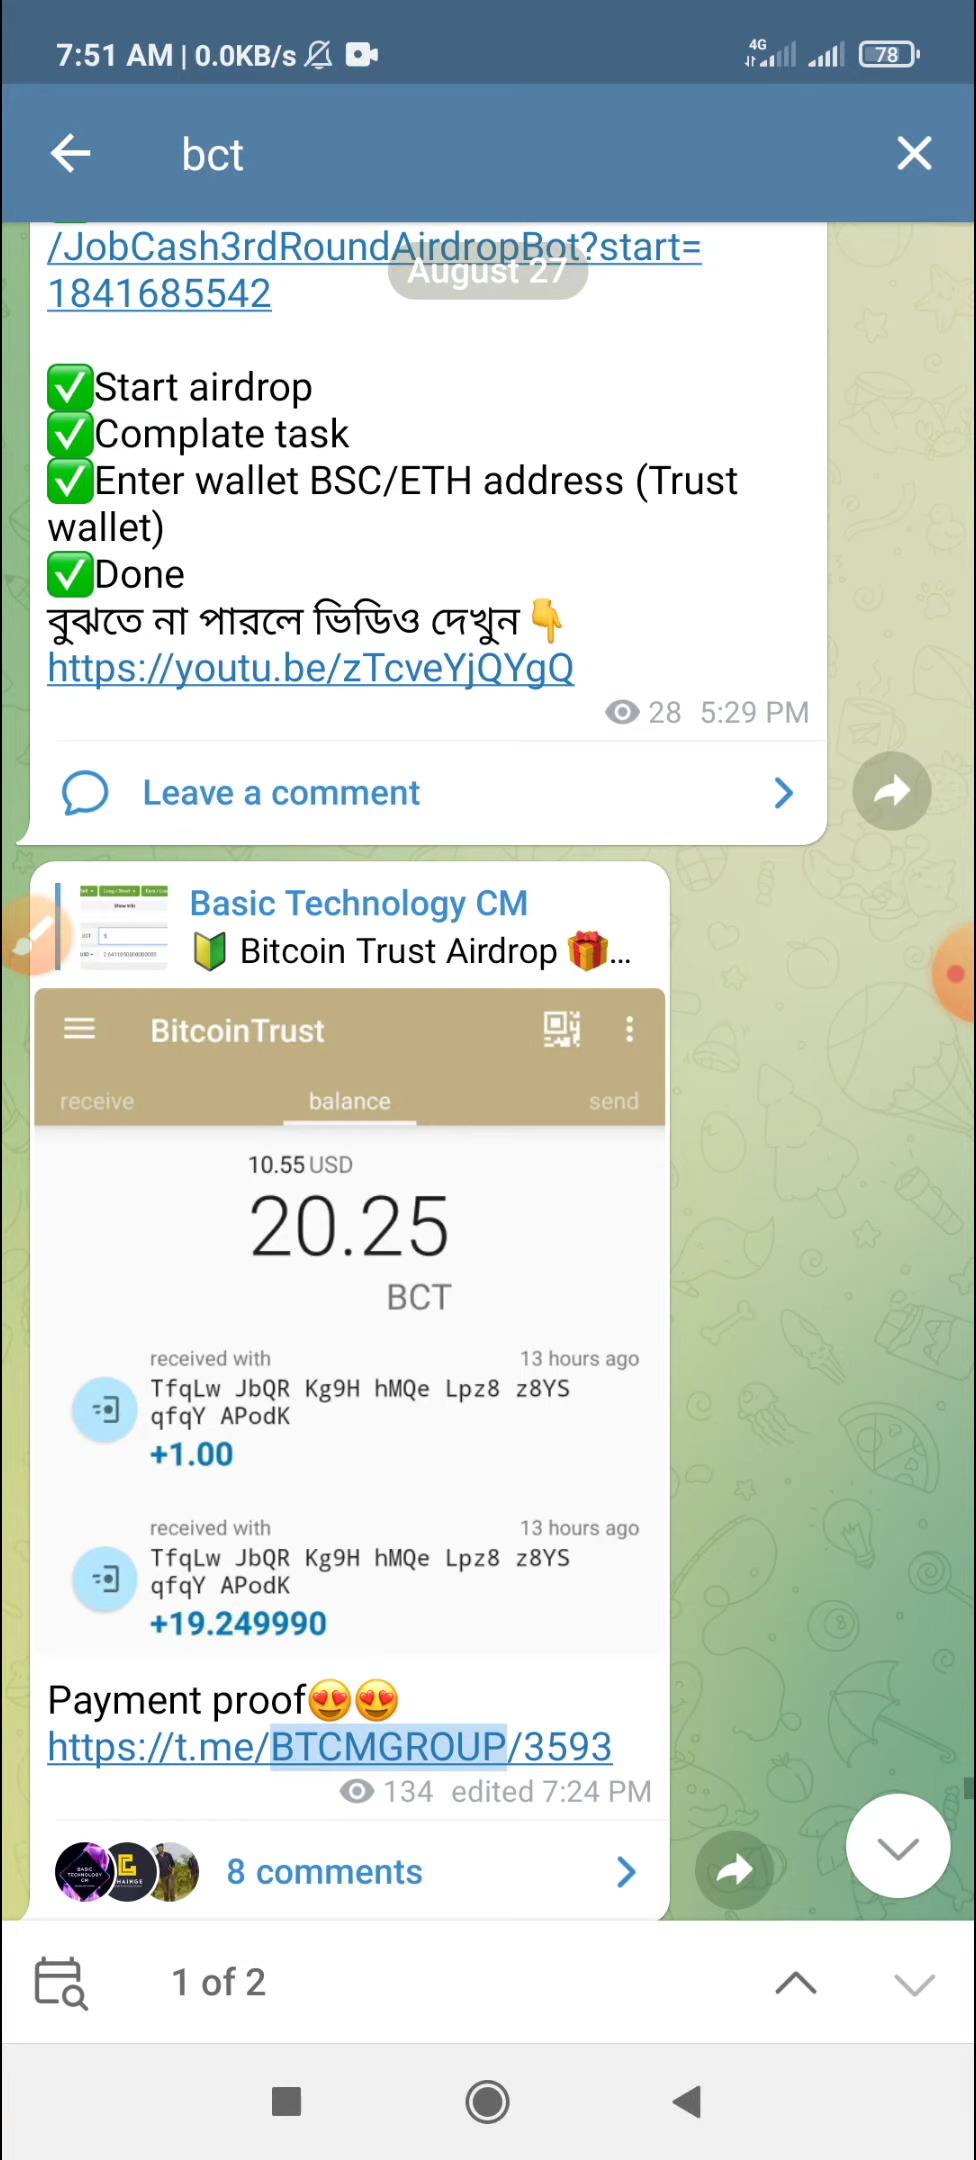 7:51 AM | 0.0KB/s 4G 78
bct
/JobCash3rdRoundAirdropBot?start=
August 27
1841685542
✅Start airdrop
✅Complate task
✅Enter wallet BSC/ETH address (Trust
wallet)
✅Done
বুঝতে না পারলে ভিডিও দেখুন👇
https://youtu.be/zTcveYjQYgQ
28 5:29 PM
Leave a comment
Basic Technology CM
🔰 Bitcoin Trust Airdrop 🎁...
BitcoinTrust
receive balance send
10.55 USD
20.25
BCT
received with 13 hours ago
TfqLw JbQR Kg9H hMQe Lpz8 z8YS
qfqY APodK
+1.00
received with 13 hours ago
TfqLw JbQR Kg9H hMQe Lpz8 z8YS
qfqY APodK
+19.249990
Payment proof😍😍
https://t.me/BTCMGROUP/3593
134 edited 7:24 PM
8 comments
1 of 2